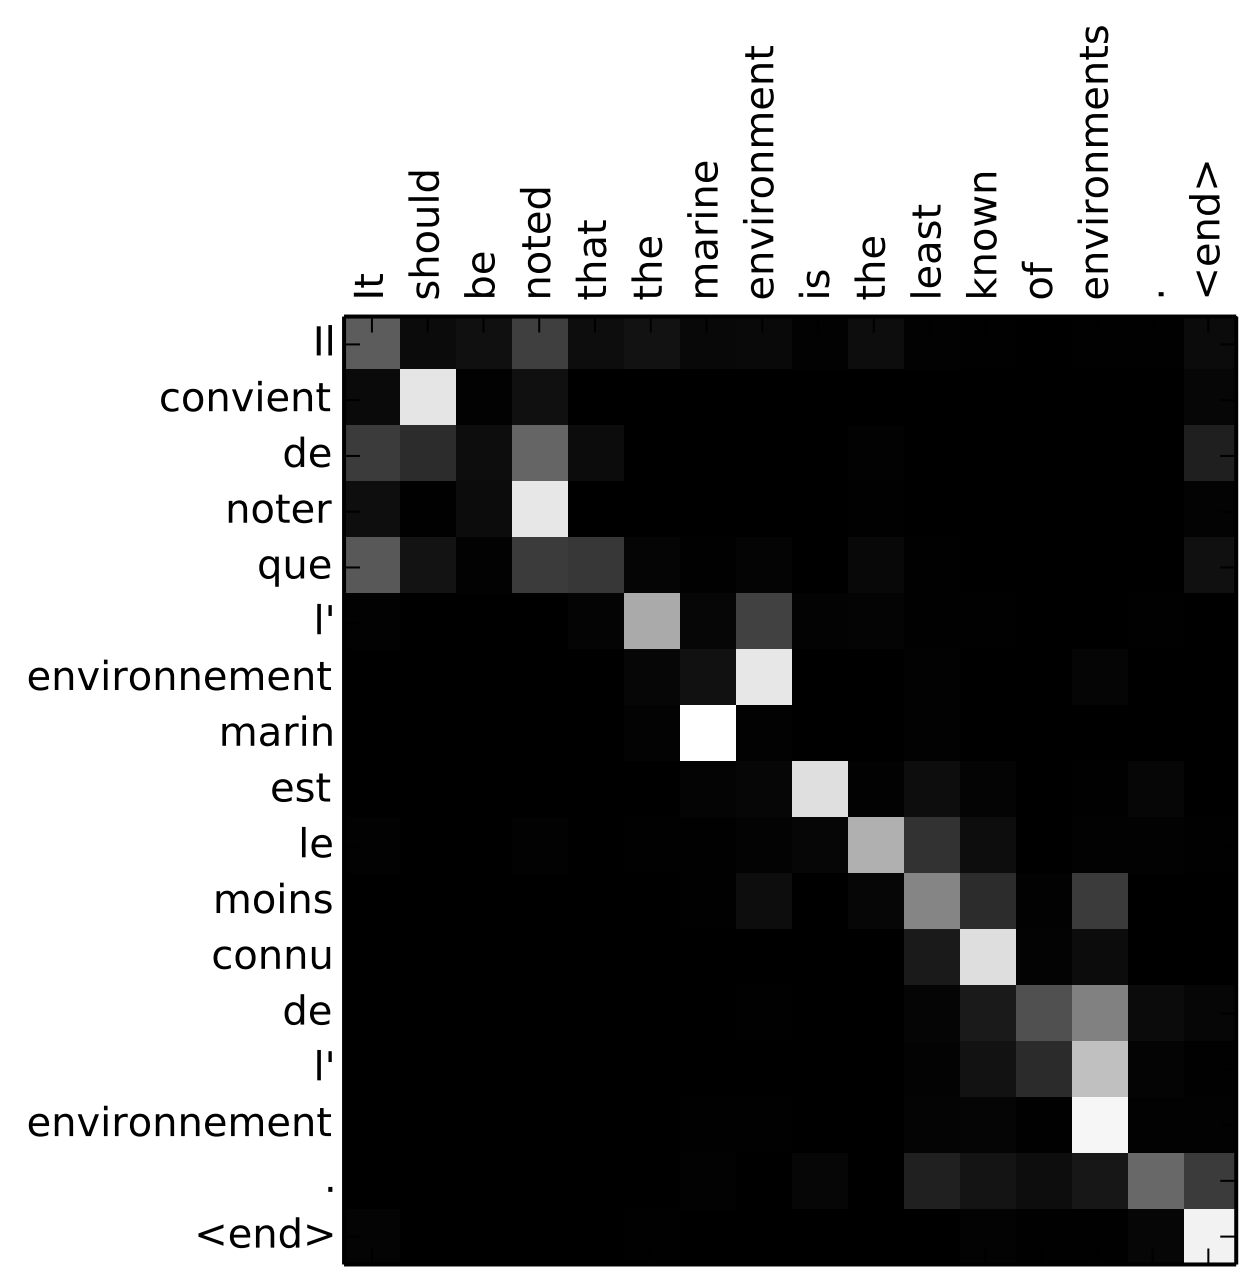 It should be noted that the marine environment is the least known of environments . <end>
Il
convient
de
noter
que
l'
environnement
marin
est
le
moins
connu
de
l'
environnement
.
<end>